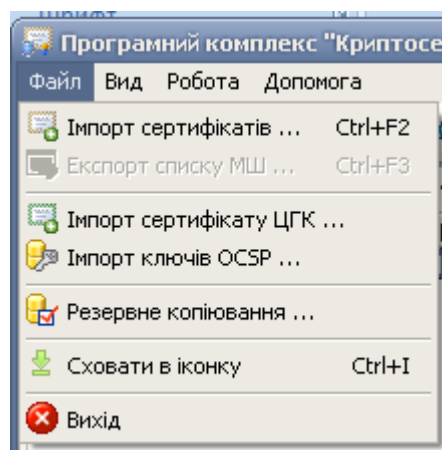 Шрифт
Програмний комплекс "Криптосе
Файл Вид Робота Допомога
Імпорт сертифікатів ... Ctrl+F2
Експорт списку МШ ... Ctrl+F3
Імпорт сертифікату ЦГК ...
Імпорт ключів OCSP ...
Резервне копіювання ...
Сховати в іконку Ctrl+I
Вихід